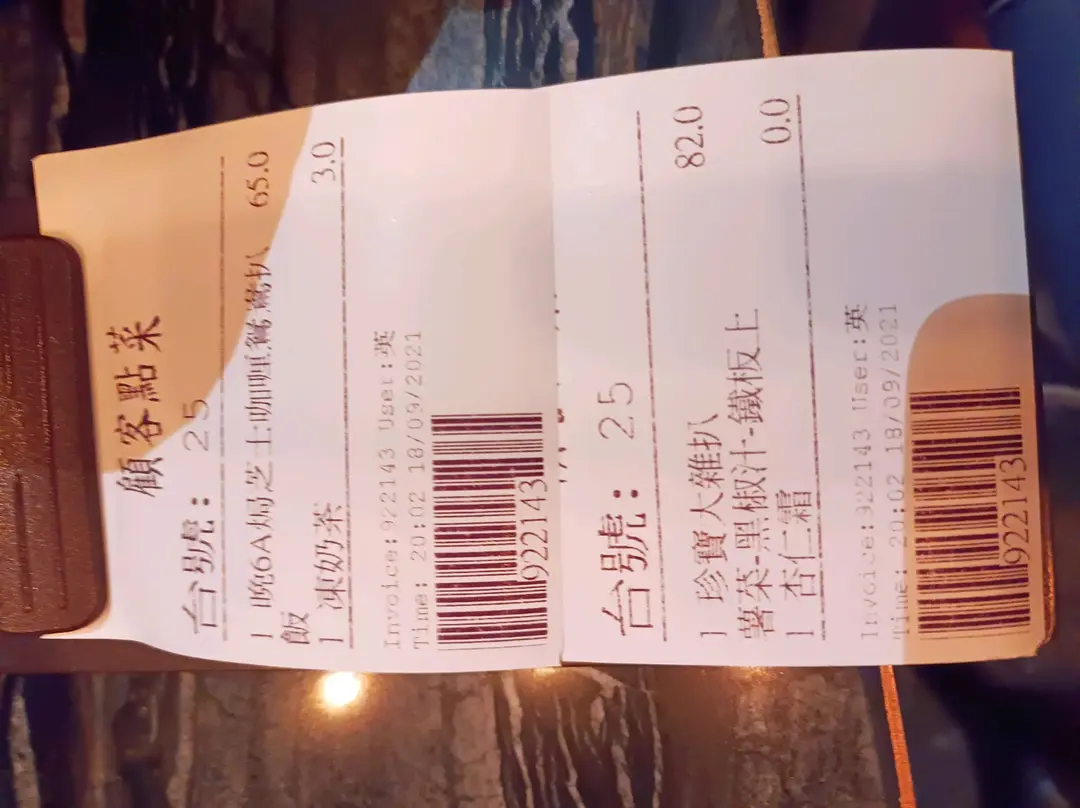 顧客點菜
台號: 25
1 晚6A焗芝士咖喱鴛鴦扒 65.0
飯
1 凍奶茶 3.0
Invoice:922143 User:英
Time: 20:02 18/09/2021
922143
台號: 25
1 珍寶大雜扒 82.0
薯菜-黑椒汁-鐵板上
1 杏仁霜 0.0
Invoice:922143 User:英
Time: 20:02 18/09/2021
922143